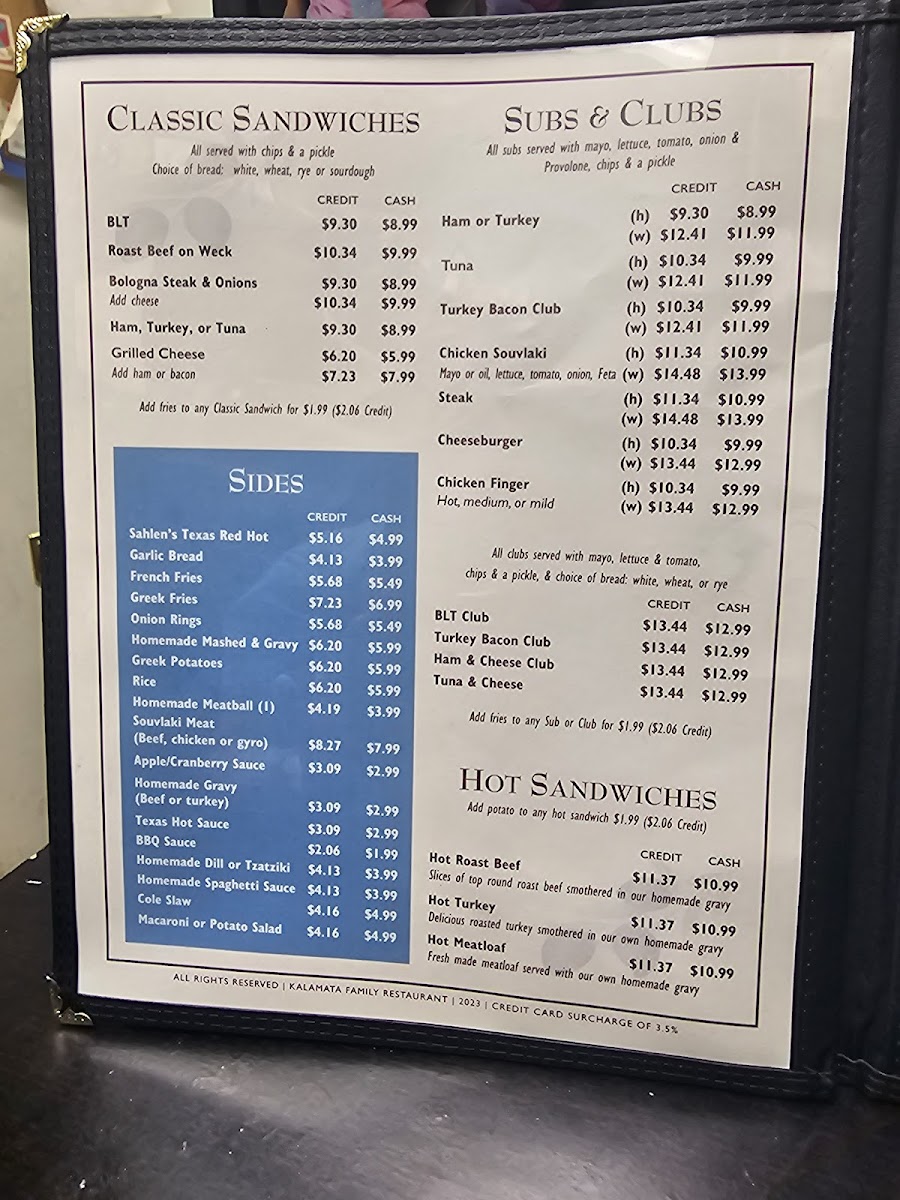 CLASSIC SANDWICHES
All served with chips & a pickle
Choice of bread: white, wheat, rye or sourdough
CREDIT CASH
BLT $9.30 $8.99
Roast Beef on Weck $10.34 $9.99
Bologna Steak & Onions $9.30 $8.99
Add cheese $10.34 $9.99
Ham, Turkey, or Tuna $9.30 $8.99
Grilled Cheese $6.20 $5.99
Add ham or bacon $7.23 $7.99
Add fries to any Classic Sandwich for $1.99 ($2.06 Credit)
SIDES
CREDIT CASH
Sahlen's Texas Red Hot $5.16 $4.99
Garlic Bread $4.13 $3.99
French Fries $5.68 $5.49
Greek Fries $7.23 $6.99
Onion Rings $5.68 $5.49
Homemade Mashed & Gravy $6.20 $5.99
Greek Potatoes $6.20 $5.99
Rice $6.20 $5.99
Homemade Meatball (1) $4.19 $3.99
Souvlaki Meat
(Beef, chicken or gyro) $8.27 $7.99
Apple/Cranberry Sauce $3.09 $2.99
Homemade Gravy
(Beef or turkey) $3.09 $2.99
Texas Hot Sauce $3.09 $2.99
BBQ Sauce $2.06 $1.99
Homemade Dill or Tzatziki $4.13 $3.99
Homemade Spaghetti Sauce $4.13 $3.99
Cole Slaw $4.16 $4.99
Macaroni or Potato Salad $4.16 $4.99
SUBS & CLUBS
All subs served with mayo, lettuce, tomato, onion &
Provolone, chips & a pickle
CREDIT CASH
Ham or Turkey (h) $9.30 $8.99
(w) $12.41 $11.99
Tuna (h) $10.34 $9.99
(w) $12.41 $11.99
Turkey Bacon Club (h) $10.34 $9.99
(w) $12.41 $11.99
Chicken Souvlaki (h) $11.34 $10.99
Mayo or oil, lettuce, tomato, onion, Feta (w) $14.48 $13.99
Steak (h) $11.34 $10.99
(w) $14.48 $13.99
Cheeseburger (h) $10.34 $9.99
(w) $13.44 $12.99
Chicken Finger (h) $10.34 $9.99
Hot, medium, or mild (w) $13.44 $12.99
All clubs served with mayo, lettuce & tomato,
chips & a pickle, & choice of bread: white, wheat, or rye
CREDIT CASH
BLT Club $13.44 $12.99
Turkey Bacon Club $13.44 $12.99
Ham & Cheese Club $13.44 $12.99
Tuna & Cheese $13.44 $12.99
Add fries to any Sub or Club for $1.99 ($2.06 Credit)
HOT SANDWICHES
Add potato to any hot sandwich $1.99 ($2.06 Credit)
CREDIT CASH
Hot Roast Beef $11.37 $10.99
Slices of top round roast beef smothered in our homemade gravy
Hot Turkey $11.37 $10.99
Delicious roasted turkey smothered in our own homemade gravy
Hot Meatloaf $11.37 $10.99
Fresh made meatloaf served with our own homemade gravy
ALL RIGHTS RESERVED | KALAMATA FAMILY RESTAURANT | 2023 | CREDIT CARD SURCHARGE OF 3.5%